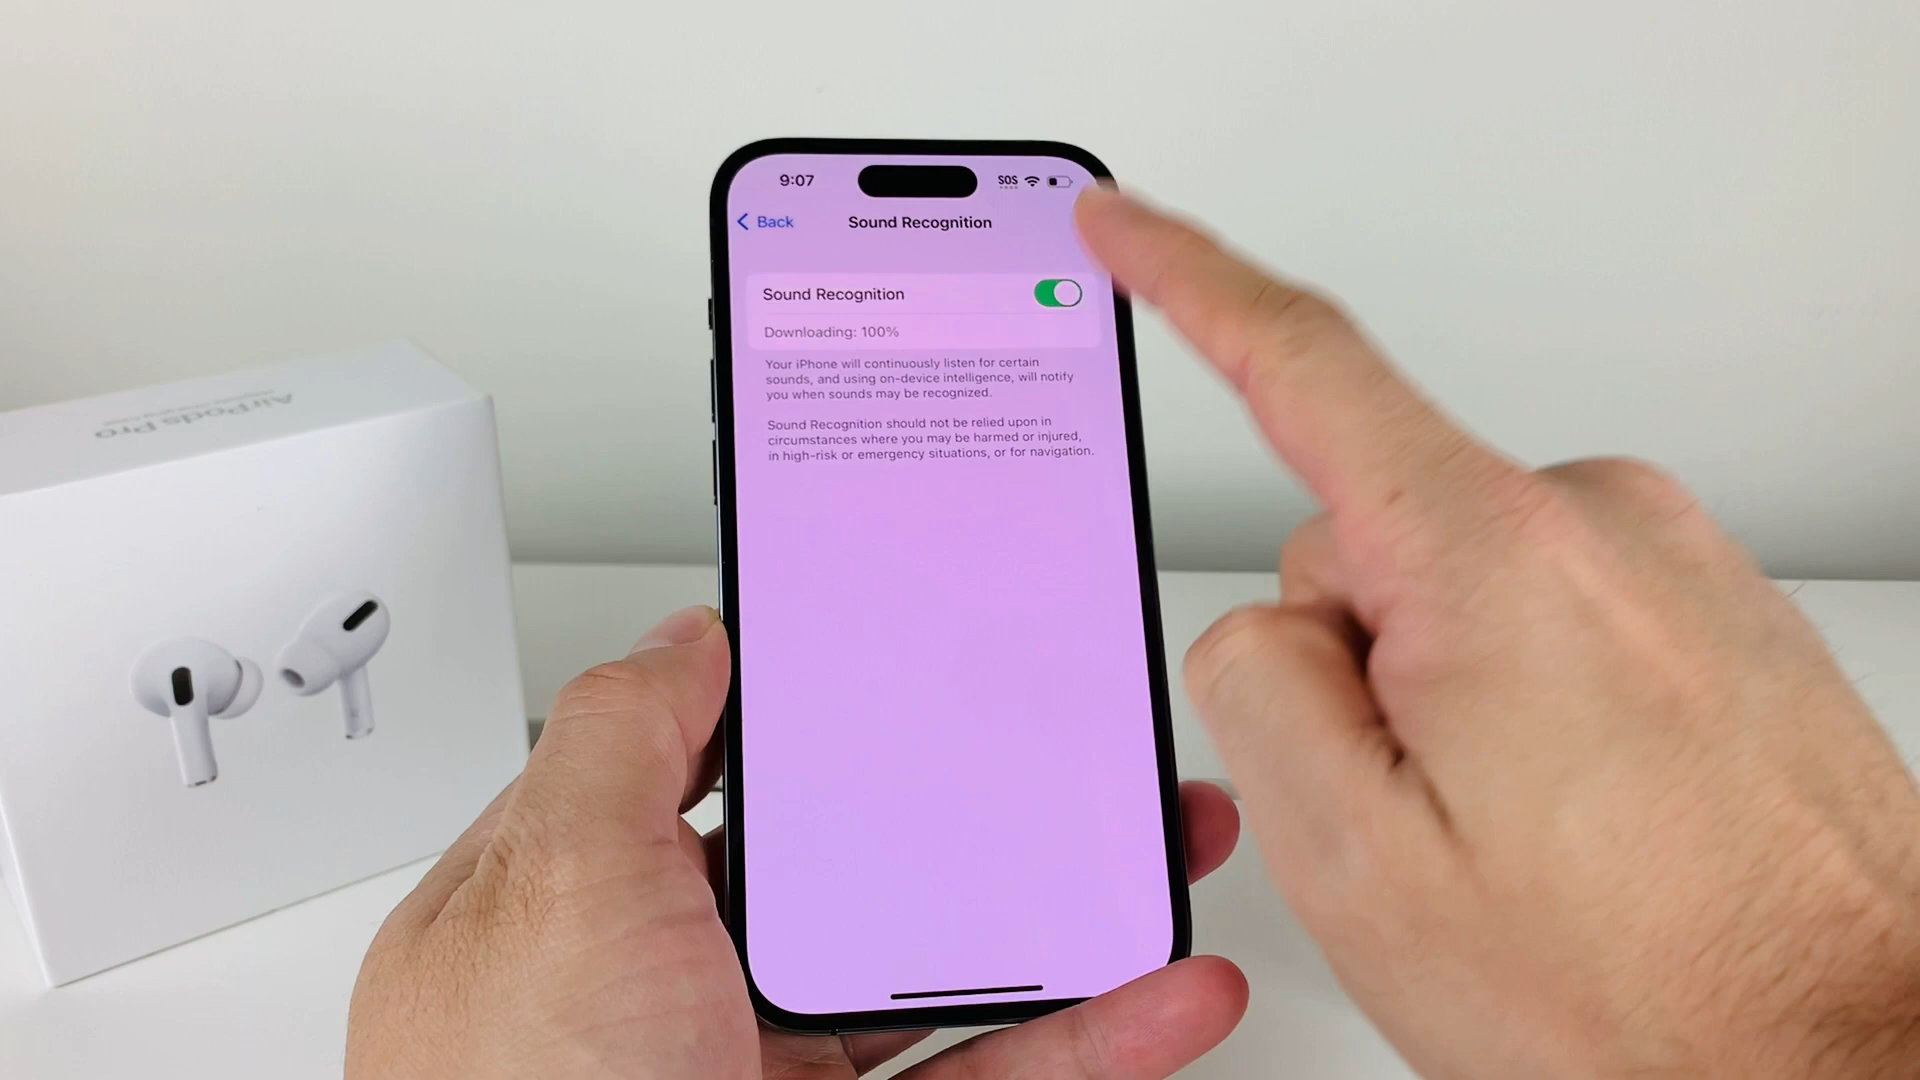 9:07
SOS
Back
Sound Recognition
Sound Recognition
Downloading: 100%
Your iPhone will continuously listen for certain
sounds, and using on-device intelligence, will notify
you when sounds may be recognized.
Sound Recognition should not be relied upon in
circumstances where you may be harmed or injured,
in high-risk or emergency situations, or for navigation.
AirPods Pro